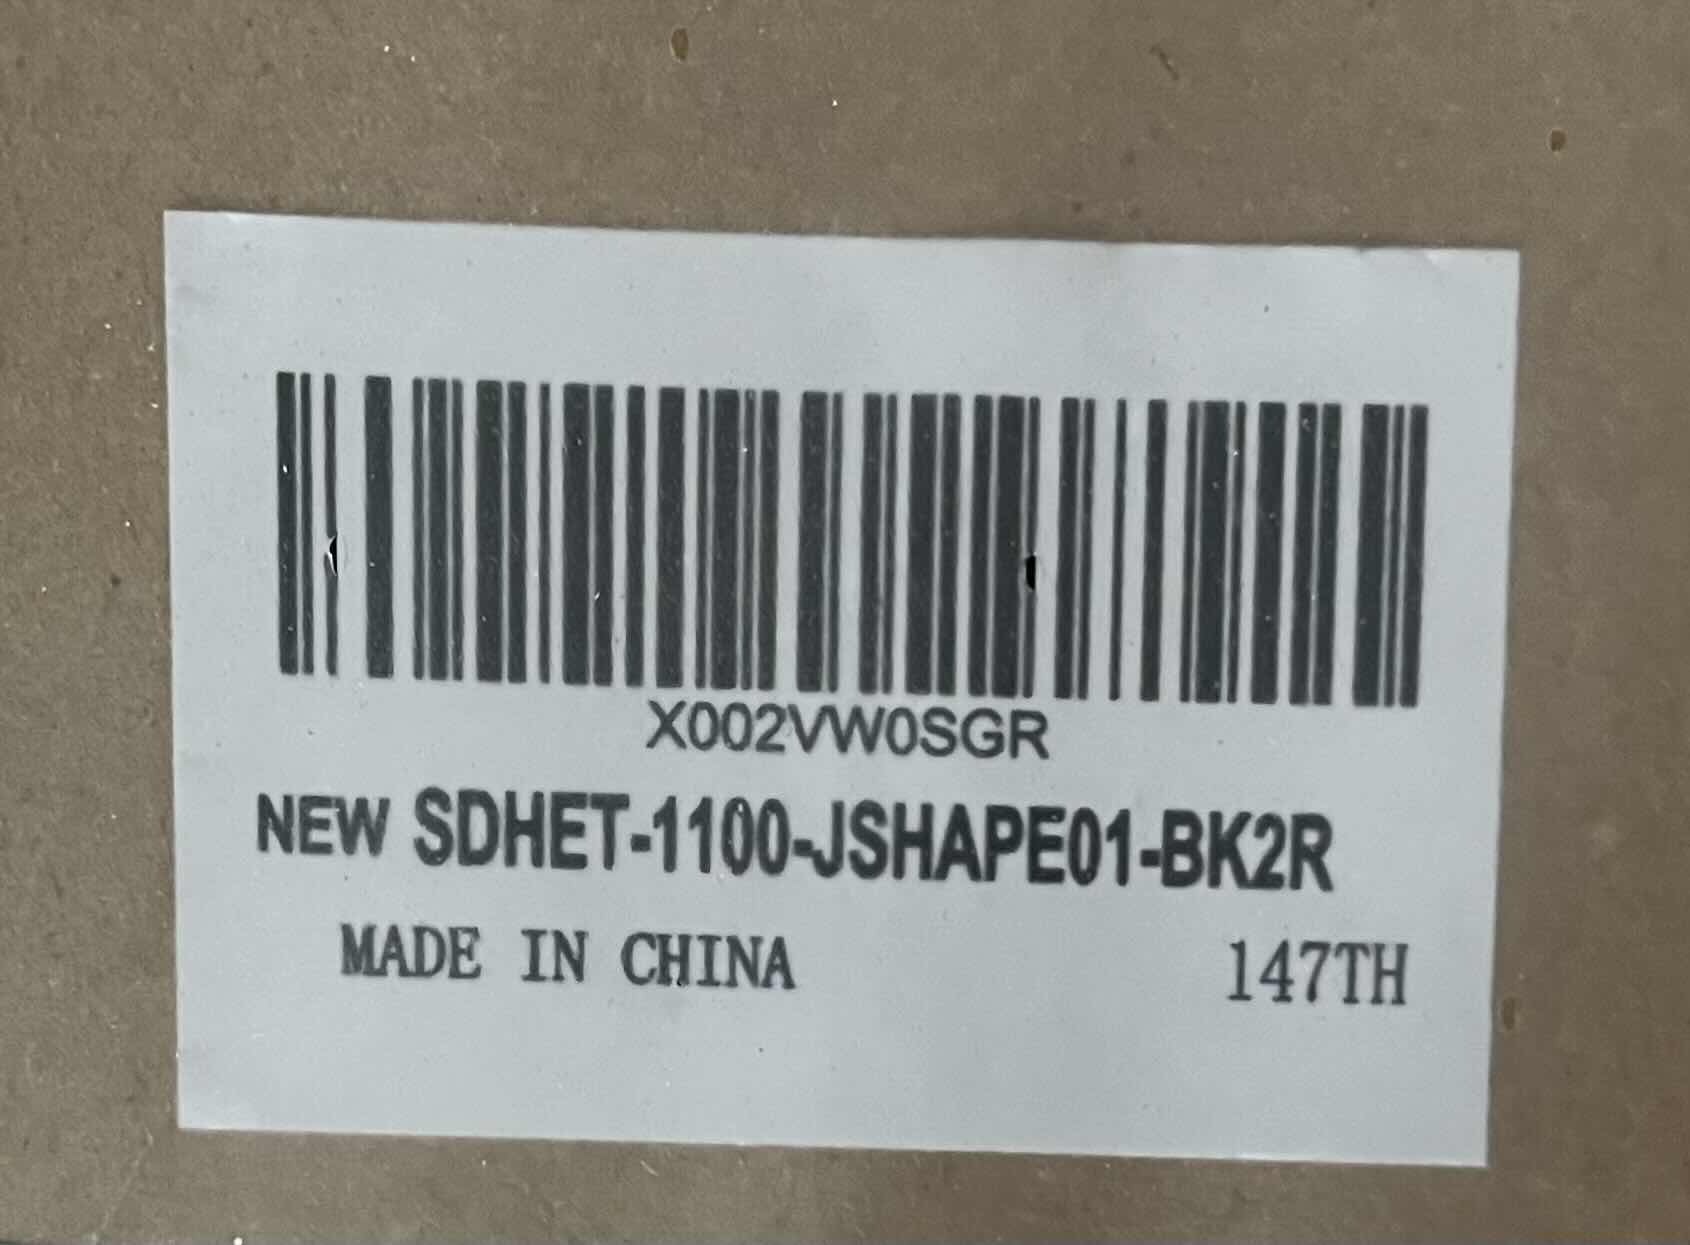 X002VW0SGR
NEW SDHET-1100-JSHAPE01-BK2R
MADE IN CHINA 147TH